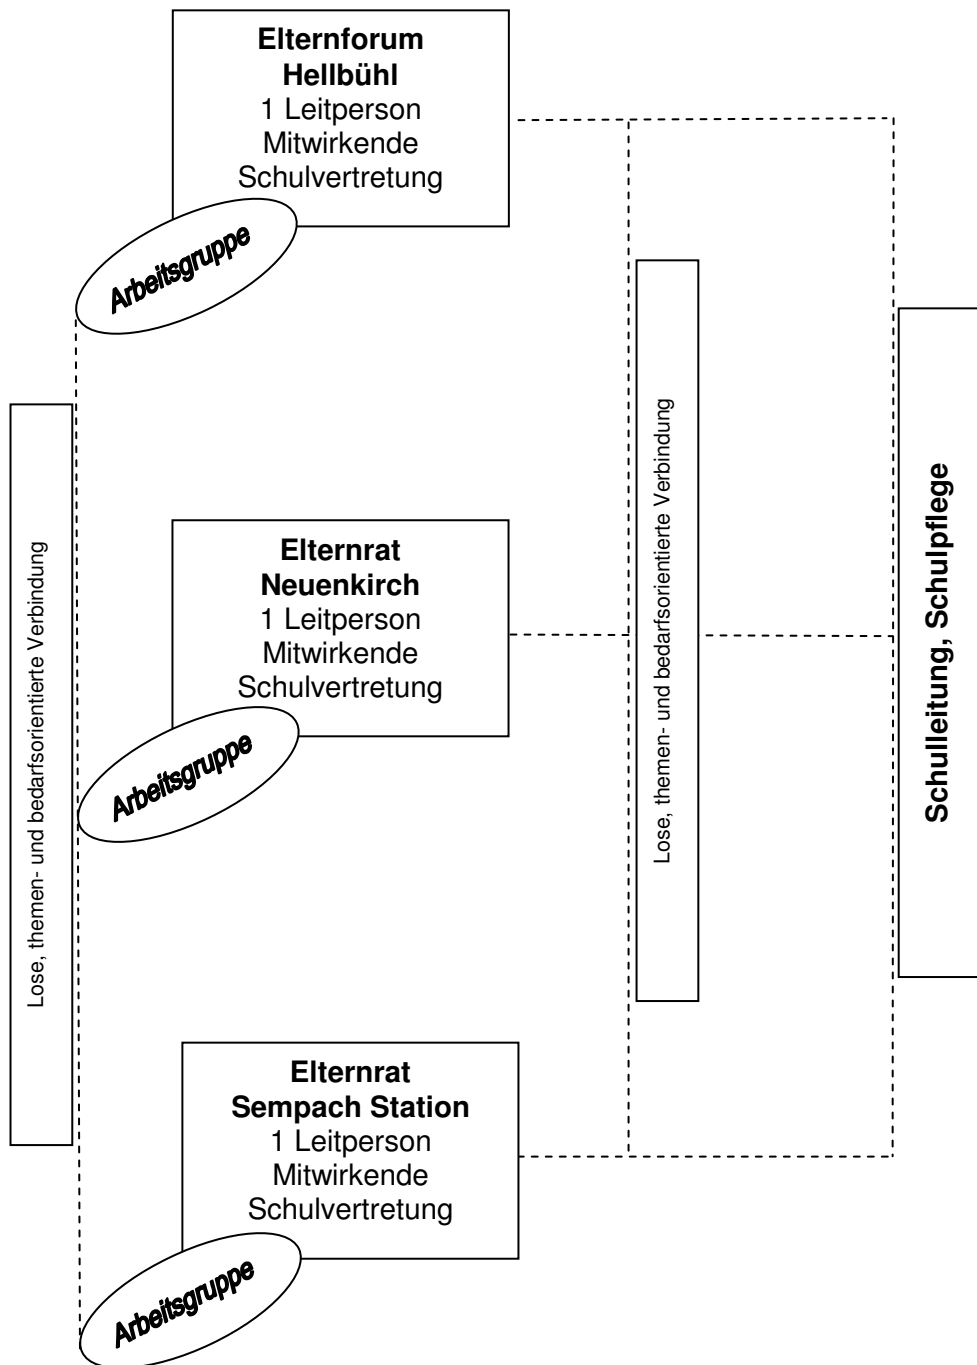 Elternforum
Hellbühl
1 Leitperson
Mitwirkende
Schulvertretung
Arbeitsgruppe
Lose, themen- und bedarfsorientierte Verbindung
Elternrat
Neuenkirch
1 Leitperson
Mitwirkende
Schulvertretung
Arbeitsgruppe
Lose, themen- und bedarfsorientierte Verbindung
Schulleitung, Schulpflege
Elternrat
Sempach Station
1 Leitperson
Mitwirkende
Schulvertretung
Arbeitsgruppe